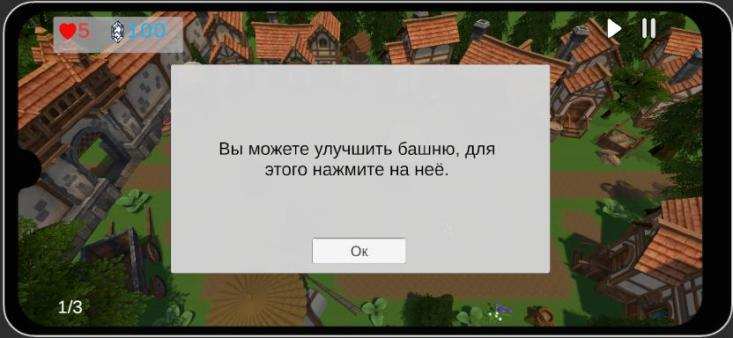 5 100
Вы можете улучшить башню, для
этого нажмите на неё.
Ок
1/3